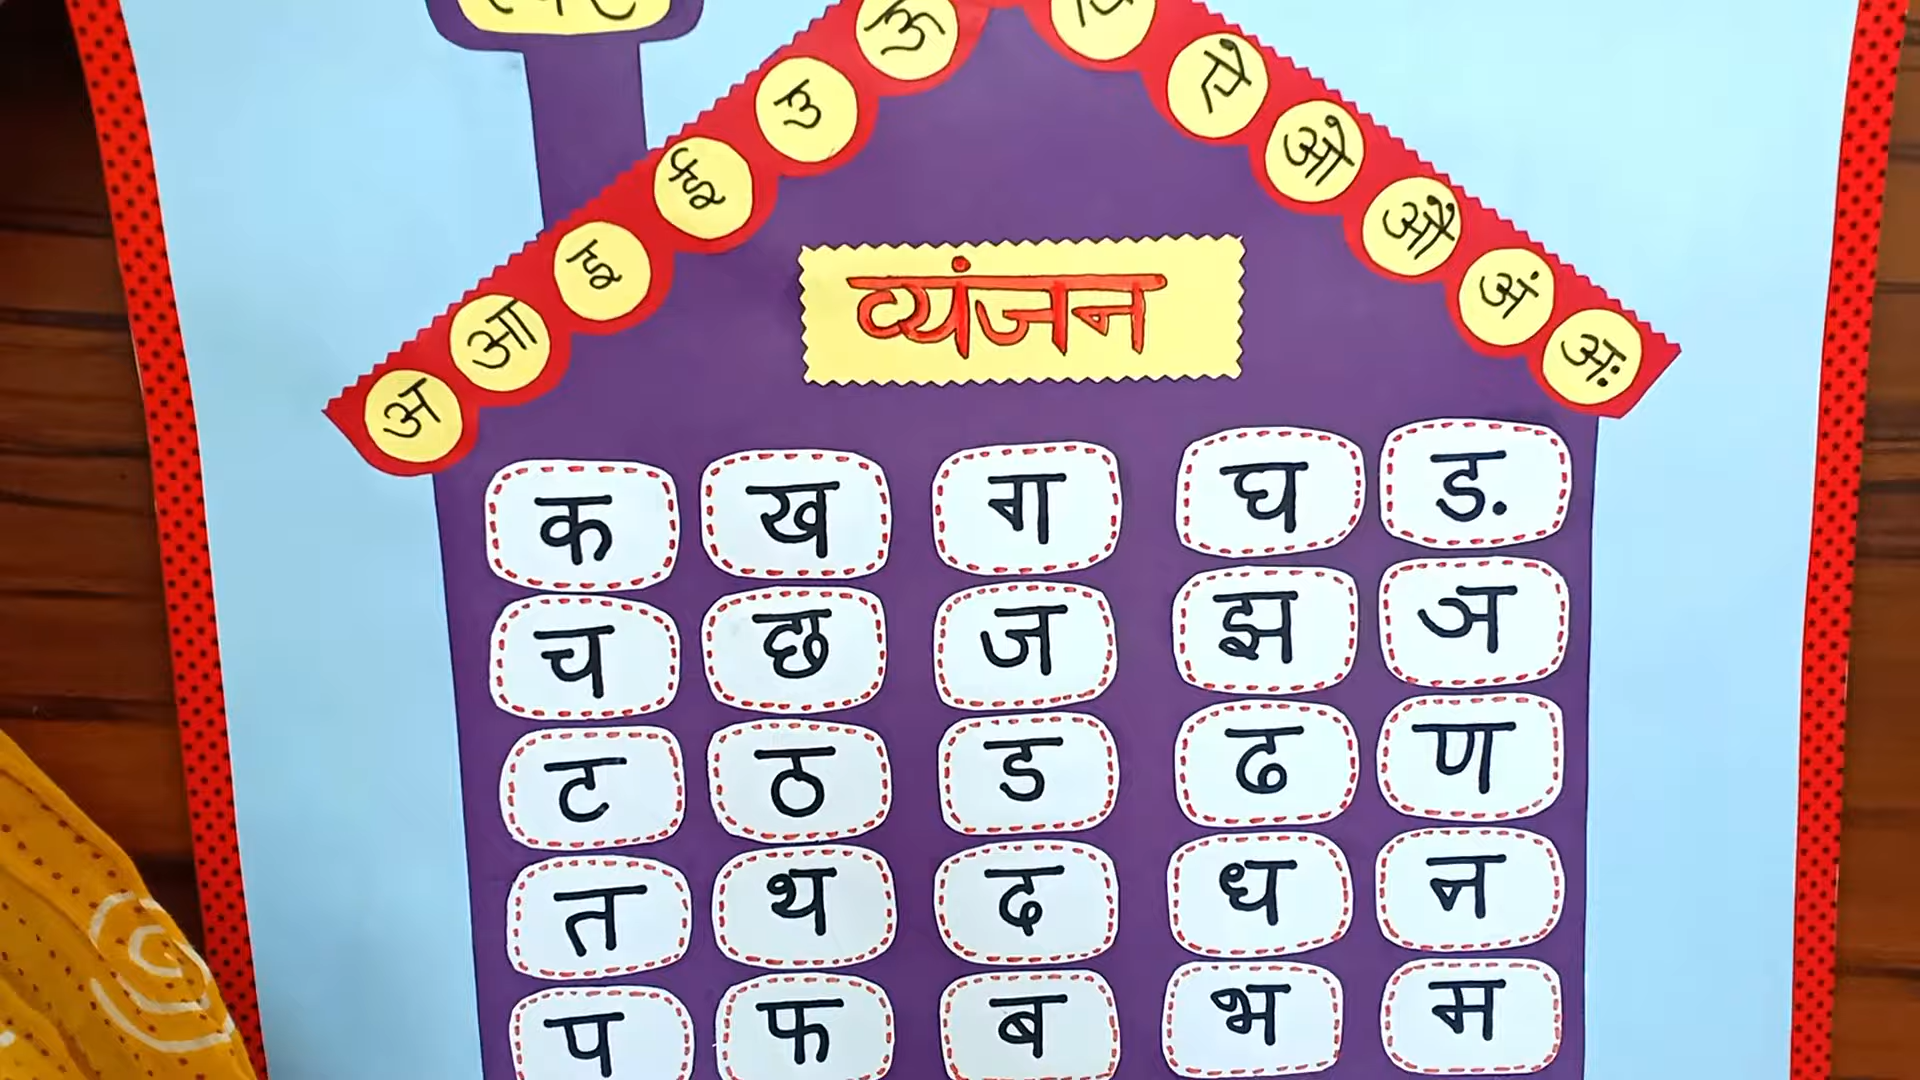 अ आ इ ई उ ऊ ऐ ओ औ अं अः
व्यंजन
क ख ग घ ड.
च छ ज झ ञ
ट ठ ड ढ ण
त थ द ध न
प फ ब भ म